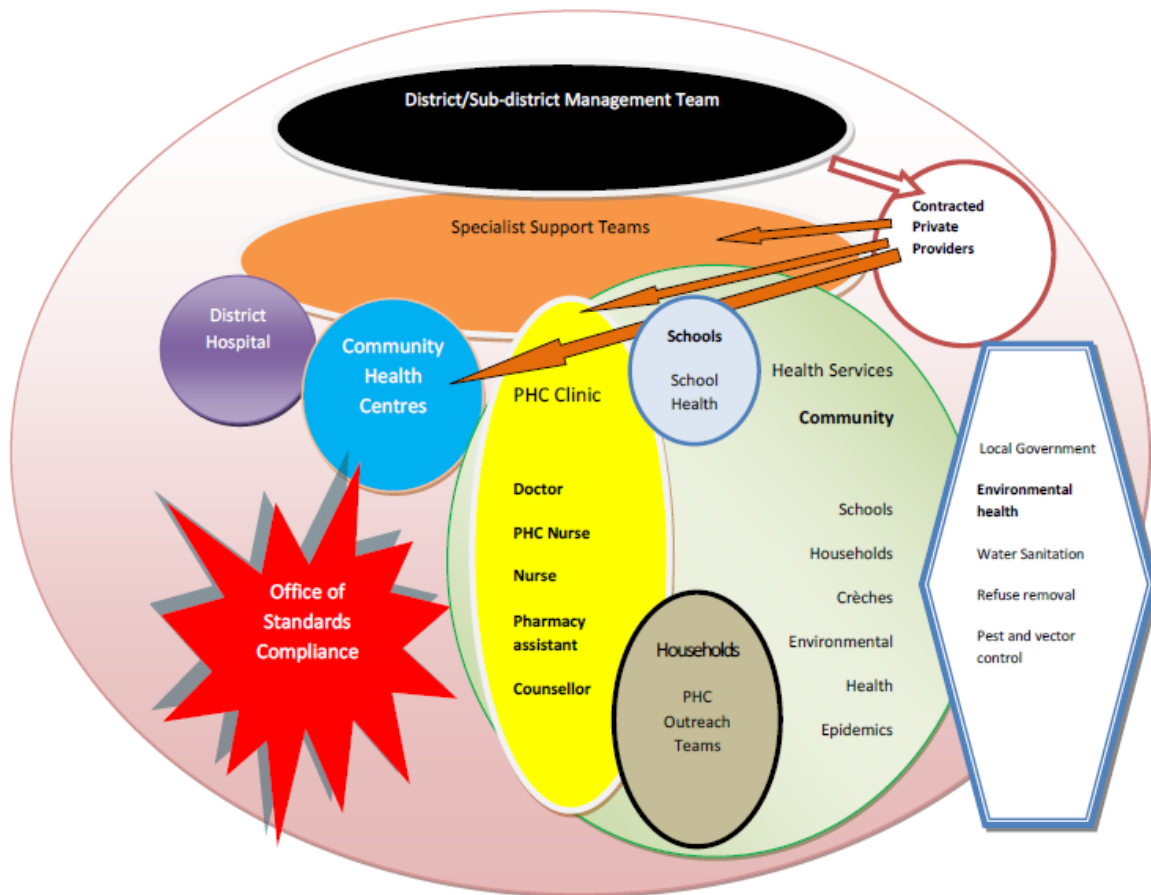 District/Sub-district Management Team
Specialist Support Teams
Contracted
Private
Providers
District
Hospital
Community
Health
Centres
PHC Clinic
Doctor
PHC Nurse
Nurse
Pharmacy
assistant
Counsellor
Schools
School
Health
Health Services
Community
Schools
Households
Crèches
Environmental
Health
Epidemics
Households
PHC
Outreach
Teams
Local Government
Environmental
health
Water Sanitation
Refuse removal
Pest and vector
control
Office of
Standards
Compliance